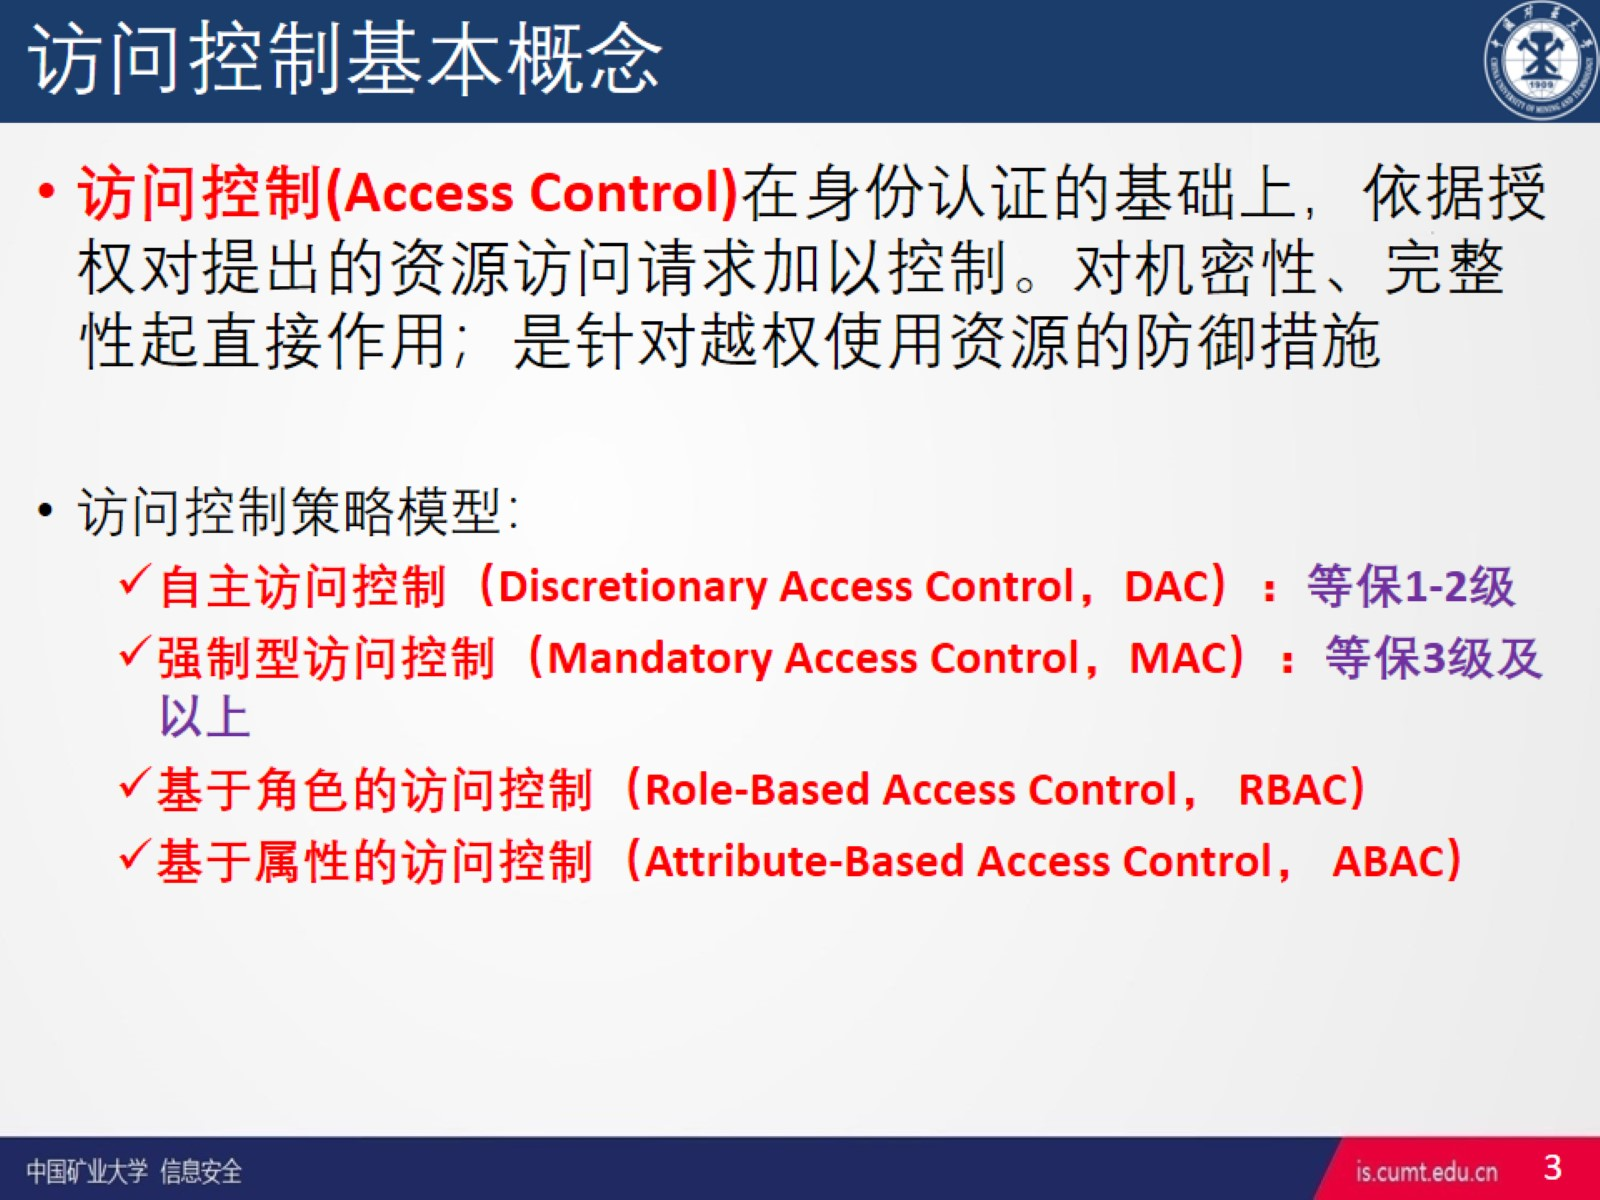 访问控制基本概念
• 访问控制(Access Control)在身份认证的基础上，依据授
权对提出的资源访问请求加以控制。对机密性、完整
性起直接作用；是针对越权使用资源的防御措施
• 访问控制策略模型：
✓自主访问控制（Discretionary Access Control，DAC）：等保1-2级
✓强制型访问控制（Mandatory Access Control，MAC）：等保3级及
以上
✓基于角色的访问控制（Role-Based Access Control， RBAC）
✓基于属性的访问控制（Attribute-Based Access Control， ABAC）
中国矿业大学 信息安全
is.cumt.edu.cn 3
CHINA UNIVERSITY OF MINING AND TECHNOLOGY
1909